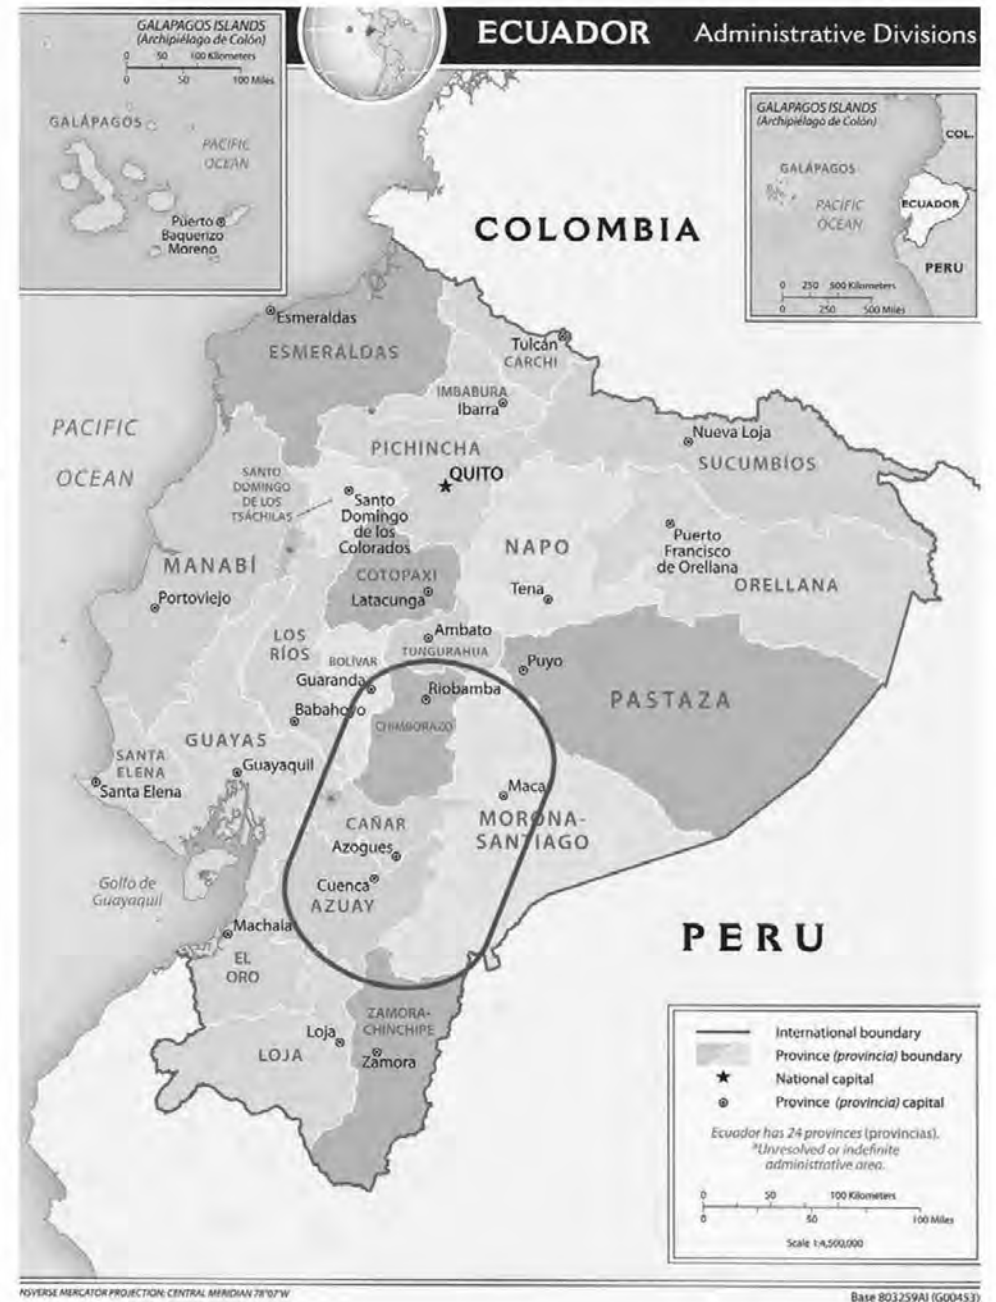 ECUADOR Administrative Divisions
GALAPAGOS ISLANDS
(Archipiélago de Colón)
0 50 100 Kilometers
0 50 100 Miles
GALÁPAGOS
PACIFIC
OCEAN
Puerto
Baquerizo
Moreno
GALAPAGOS ISLANDS
(Archipiélago de Colón)
COL.
GALÁPAGOS
PACIFIC
OCEAN
ECUADOR
PERU
0 250 500 Kilometers
0 250 500 Miles
COLOMBIA
Esmeraldas
ESMERALDAS
Tulcán
CARCHI
IMBABURA
Ibarra
PACIFIC
OCEAN
PICHINCHA
QUITO
Nueva Loja
SUCUMBÍOS
SANTO
DOMINGO
DE LOS
TSÁCHILAS
Santo
Domingo
de los
Colorados
NAPO
Puerto
Francisco
de Orellana
ORELLANA
MANABÍ
Portoviejo
COTOPAXI
Latacunga
Tena
LOS
RÍOS
Ambato
TUNGURAHUA
BOLÍVAR
Guaranda
Puyo
PASTAZA
Riobamba
CHIMBORAZO
Babahoyo
GUAYAS
Guayaquil
SANTA
ELENA
Santa Elena
Macas
MORONA-
SANTIAGO
CAÑAR
Azogues
Cuenca
AZUAY
Golfo de
Guayaquil
Machala
EL
ORO
PERU
ZAMORA-
CHINCHIPE
Loja
LOJA
Zamora
International boundary
Province (provincia) boundary
National capital
Province (provincia) capital
Ecuador has 24 provinces (provincias).
*Unresolved or indefinite
administrative area.
0 50 100 Kilometers
0 50 100 Miles
Scale 1:4,500,000
NSVERSE MERCATOR PROJECTION; CENTRAL MERIDIAN 78°07'W
Base 803259AI (G00453)